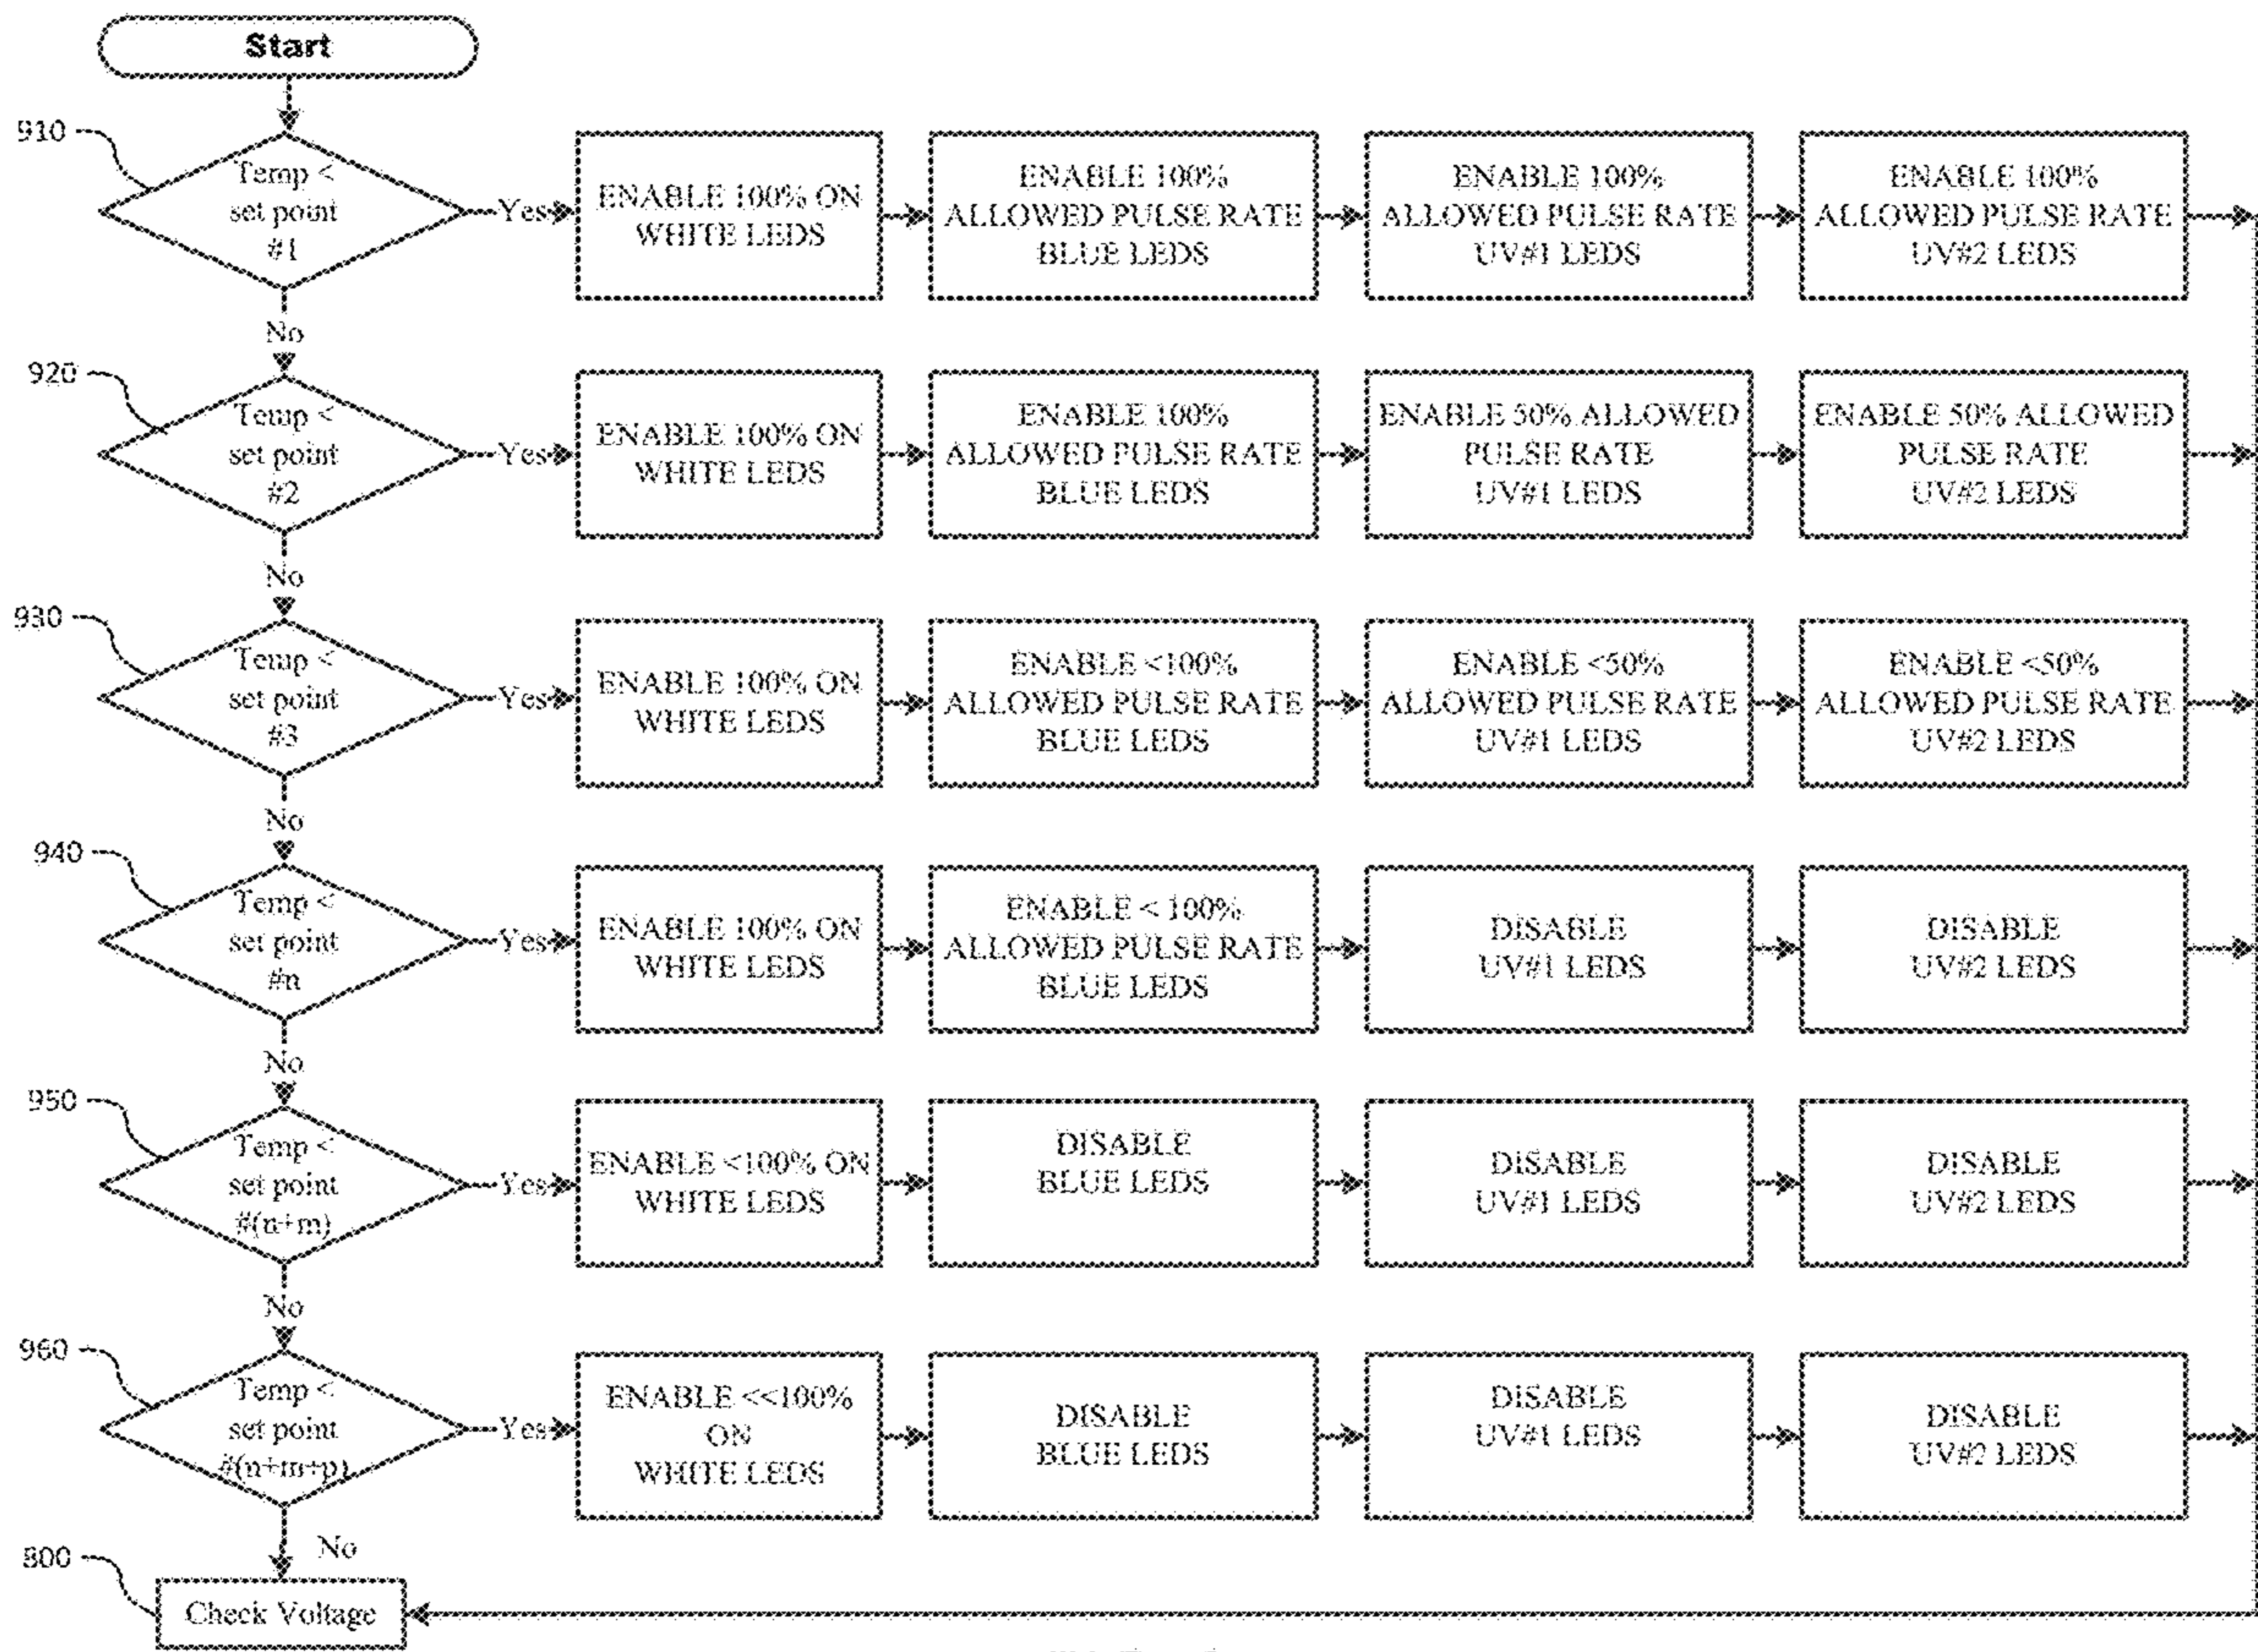 Start
910
Temp <
set point
#1
Yes
ENABLE 100% ON
WHITE LEDS
ENABLE 100%
ALLOWED PULSE RATE
BLUE LEDS
ENABLE 100%
ALLOWED PULSE RATE
UV#1 LEDS
ENABLE 100%
ALLOWED PULSE RATE
UV#2 LEDS
No
920
Temp <
set point
#2
Yes
ENABLE 100% ON
WHITE LEDS
ENABLE 100%
ALLOWED PULSE RATE
BLUE LEDS
ENABLE 50% ALLOWED
PULSE RATE
UV#1 LEDS
ENABLE 50% ALLOWED
PULSE RATE
UV#2 LEDS
No
930
Temp <
set point
#3
Yes
ENABLE 100% ON
WHITE LEDS
ENABLE <100%
ALLOWED PULSE RATE
BLUE LEDS
ENABLE <50%
ALLOWED PULSE RATE
UV#1 LEDS
ENABLE <50%
ALLOWED PULSE RATE
UV#2 LEDS
No
940
Temp <
set point
#n
Yes
ENABLE 100% ON
WHITE LEDS
ENABLE < 100%
ALLOWED PULSE RATE
BLUE LEDS
DISABLE
UV#1 LEDS
DISABLE
UV#2 LEDS
No
950
Temp <
set point
#(n+m)
Yes
ENABLE <100% ON
WHITE LEDS
DISABLE
BLUE LEDS
DISABLE
UV#1 LEDS
DISABLE
UV#2 LEDS
No
960
Temp <
set point
#(n+m+p)
Yes
ENABLE <<100%
ON
WHITE LEDS
DISABLE
BLUE LEDS
DISABLE
UV#1 LEDS
DISABLE
UV#2 LEDS
No
800
Check Voltage